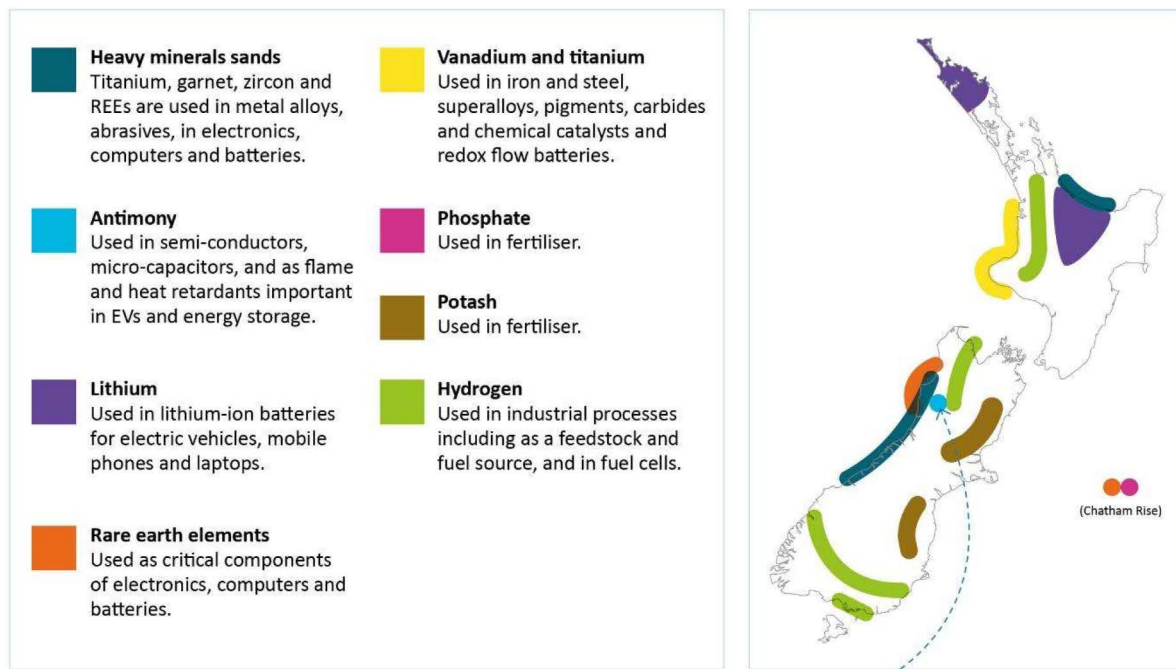 Heavy minerals sands
Titanium, garnet, zircon and
REEs are used in metal alloys,
abrasives, in electronics,
computers and batteries.
Antimony
Used in semi-conductors,
micro-capacitors, and as flame
and heat retardants important
in EVs and energy storage.
Lithium
Used in lithium-ion batteries
for electric vehicles, mobile
phones and laptops.
Rare earth elements
Used as critical components
of electronics, computers and
batteries.
Vanadium and titanium
Used in iron and steel,
superalloys, pigments, carbides
and chemical catalysts and
redox flow batteries.
Phosphate
Used in fertiliser.
Potash
Used in fertiliser.
Hydrogen
Used in industrial processes
including as a feedstock and
fuel source, and in fuel cells.
(Chatham Rise)